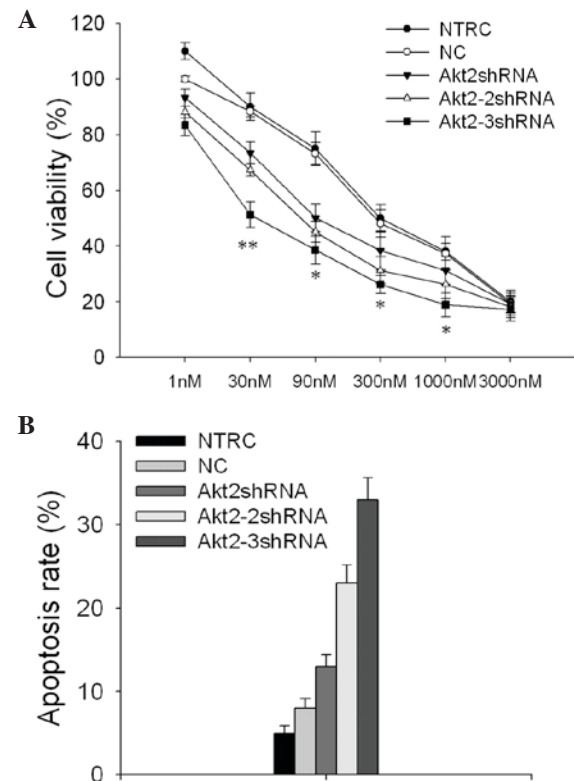 A
Cell viability (%)
120
100
80
60
40
20
0
NTRC
NC
Akt2shRNA
Akt2-2shRNA
Akt2-3shRNA
**
*
*
*
1nM 30nM 90nM 300nM 1000nM 3000nM
B
Apoptosis rate (%)
40
30
20
10
0
NTRC
NC
Akt2shRNA
Akt2-2shRNA
Akt2-3shRNA